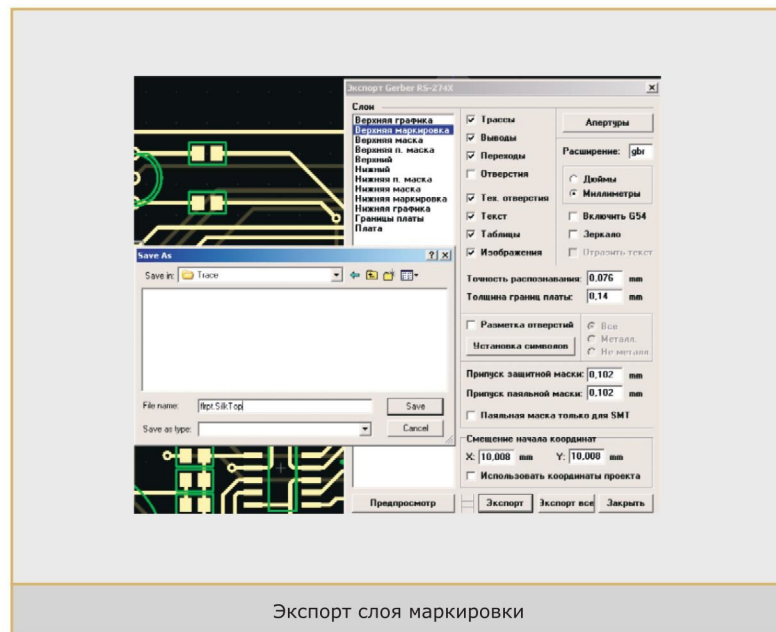 Экспорт Gerber RS-274X
Слои
Верхняя графика
Верхняя маркировка
Верхняя маска
Верхняя п. маска
Верхний
Нижний
Нижняя п. маска
Нижняя маска
Нижняя маркировка
Нижняя графика
Границы платы
Плата
Трассы
Выводы
Переходы
Отверстия
Тех. отверстия
Текст
Таблицы
Изображения
Апертуры
Расширение: gbr
Дюймы
Миллиметры
Включить G54
Зеркало
Отразить текст
Точность распознавания: 0,076 mm
Толщина границ платы: 0,14 mm
Разметка отверстий
Установка символов
Все
Металл.
Не металл
Припуск защитной маски: 0,102 mm
Припуск паяльной маски: 0,102 mm
Паяльная маска только для SMT
Смещение начала координат
X: 10,008 mm Y: 10,008 mm
Использовать координаты проекта
Предпросмотр
Экспорт
Экспорт все
Закрыть
Save As
Save in: Trace
File name: flrpt.SilkTop
Save
Save as type:
Cancel
Экспорт слоя маркировки